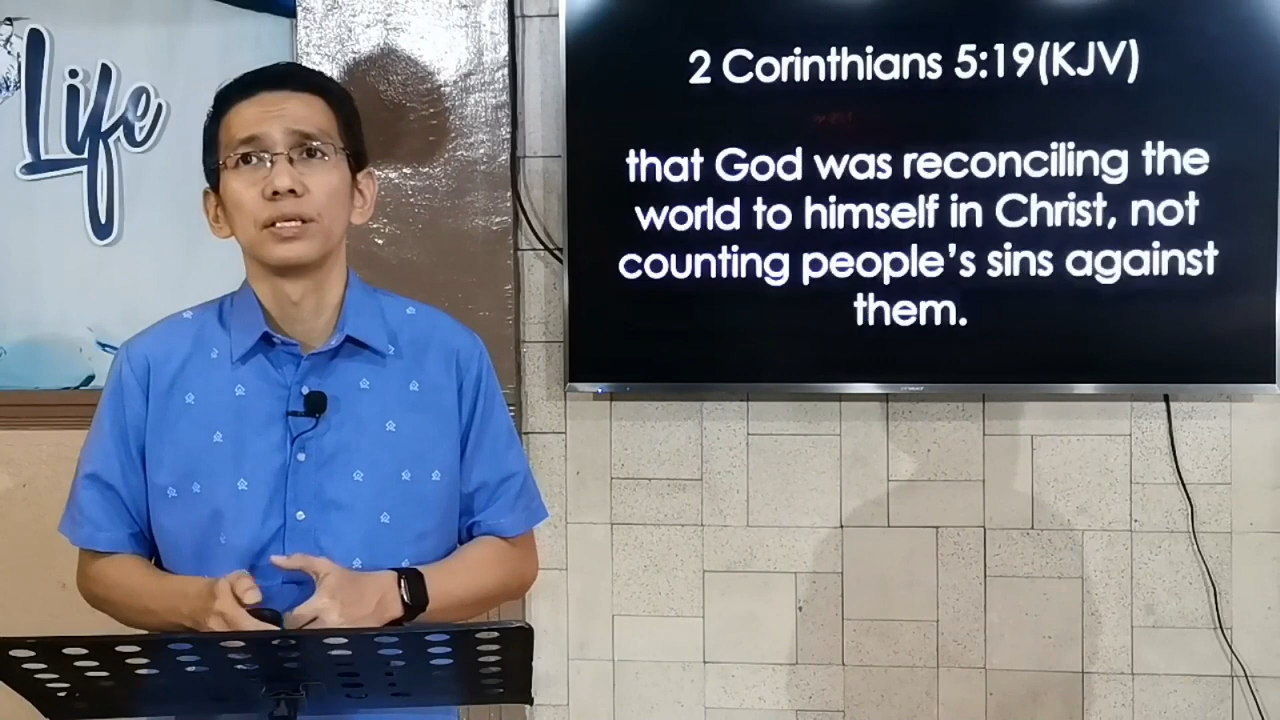 Life
2 Corinthians 5:19(KJV)
that God was reconciling the
world to himself in Christ, not
counting people's sins against
them.